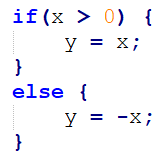 if(x > 0) {
    y = x;
}
else {
    y = -x;
}